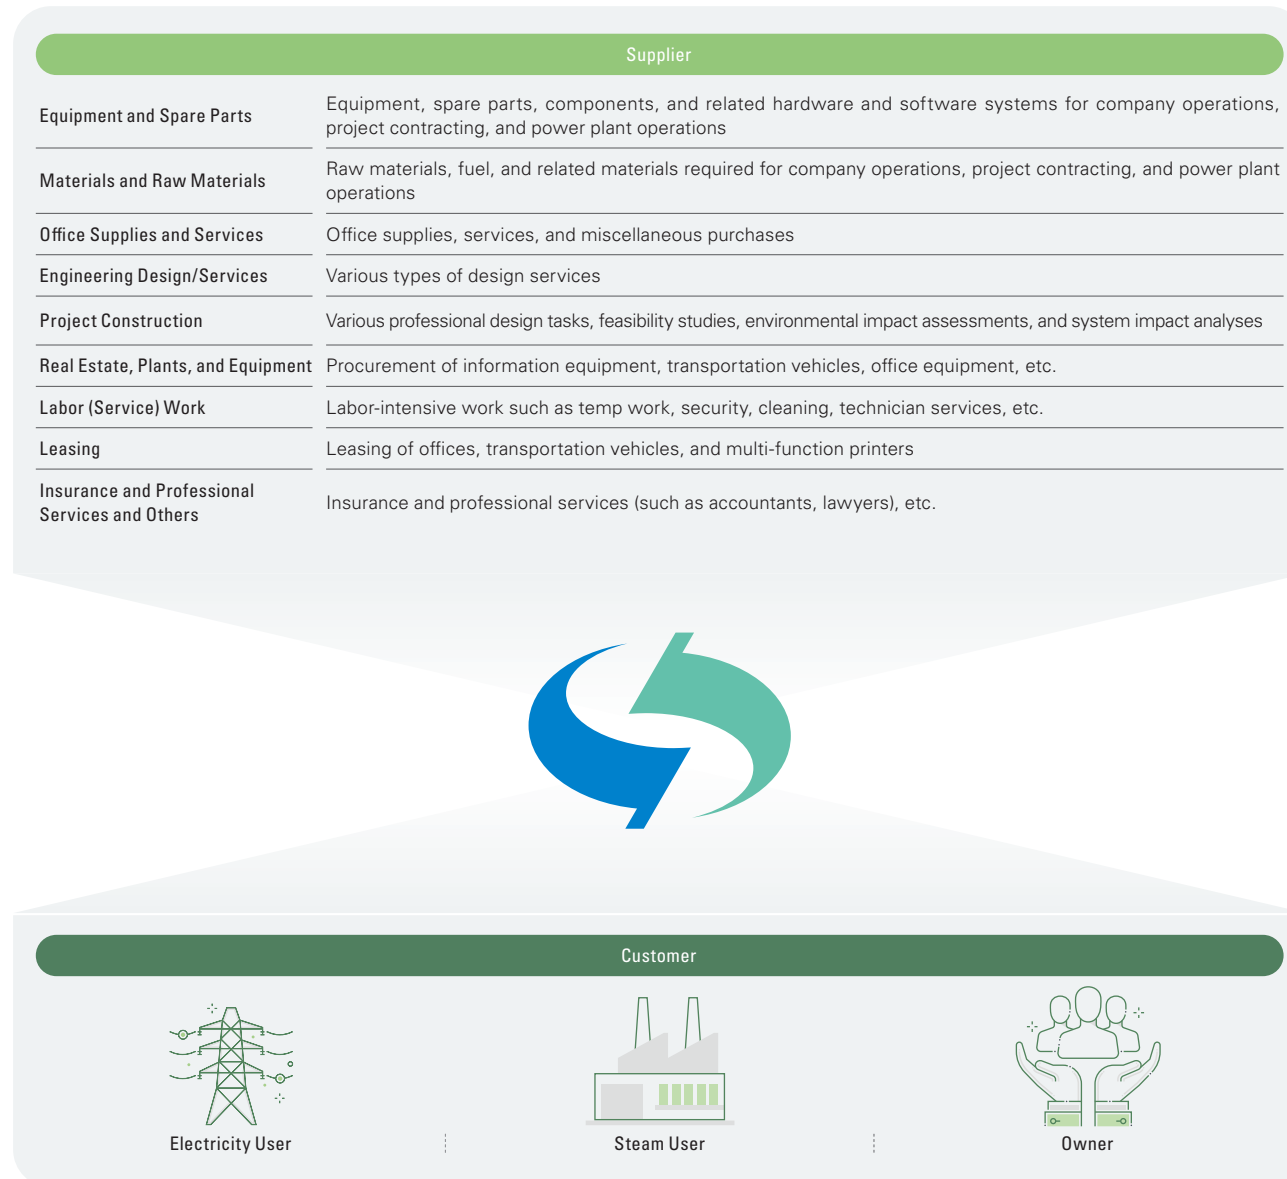 Supplier
Equipment and Spare Parts
Equipment, spare parts, components, and related hardware and software systems for company operations,
project contracting, and power plant operations
Materials and Raw Materials
Raw materials, fuel, and related materials required for company operations, project contracting, and power plant
operations
Office Supplies and Services
Office supplies, services, and miscellaneous purchases
Engineering Design/Services
Various types of design services
Project Construction
Various professional design tasks, feasibility studies, environmental impact assessments, and system impact analyses
Real Estate, Plants, and Equipment
Procurement of information equipment, transportation vehicles, office equipment, etc.
Labor (Service) Work
Labor-intensive work such as temp work, security, cleaning, technician services, etc.
Leasing
Leasing of offices, transportation vehicles, and multi-function printers
Insurance and Professional
Services and Others
Insurance and professional services (such as accountants, lawyers), etc.
Customer
Electricity User
Steam User
Owner